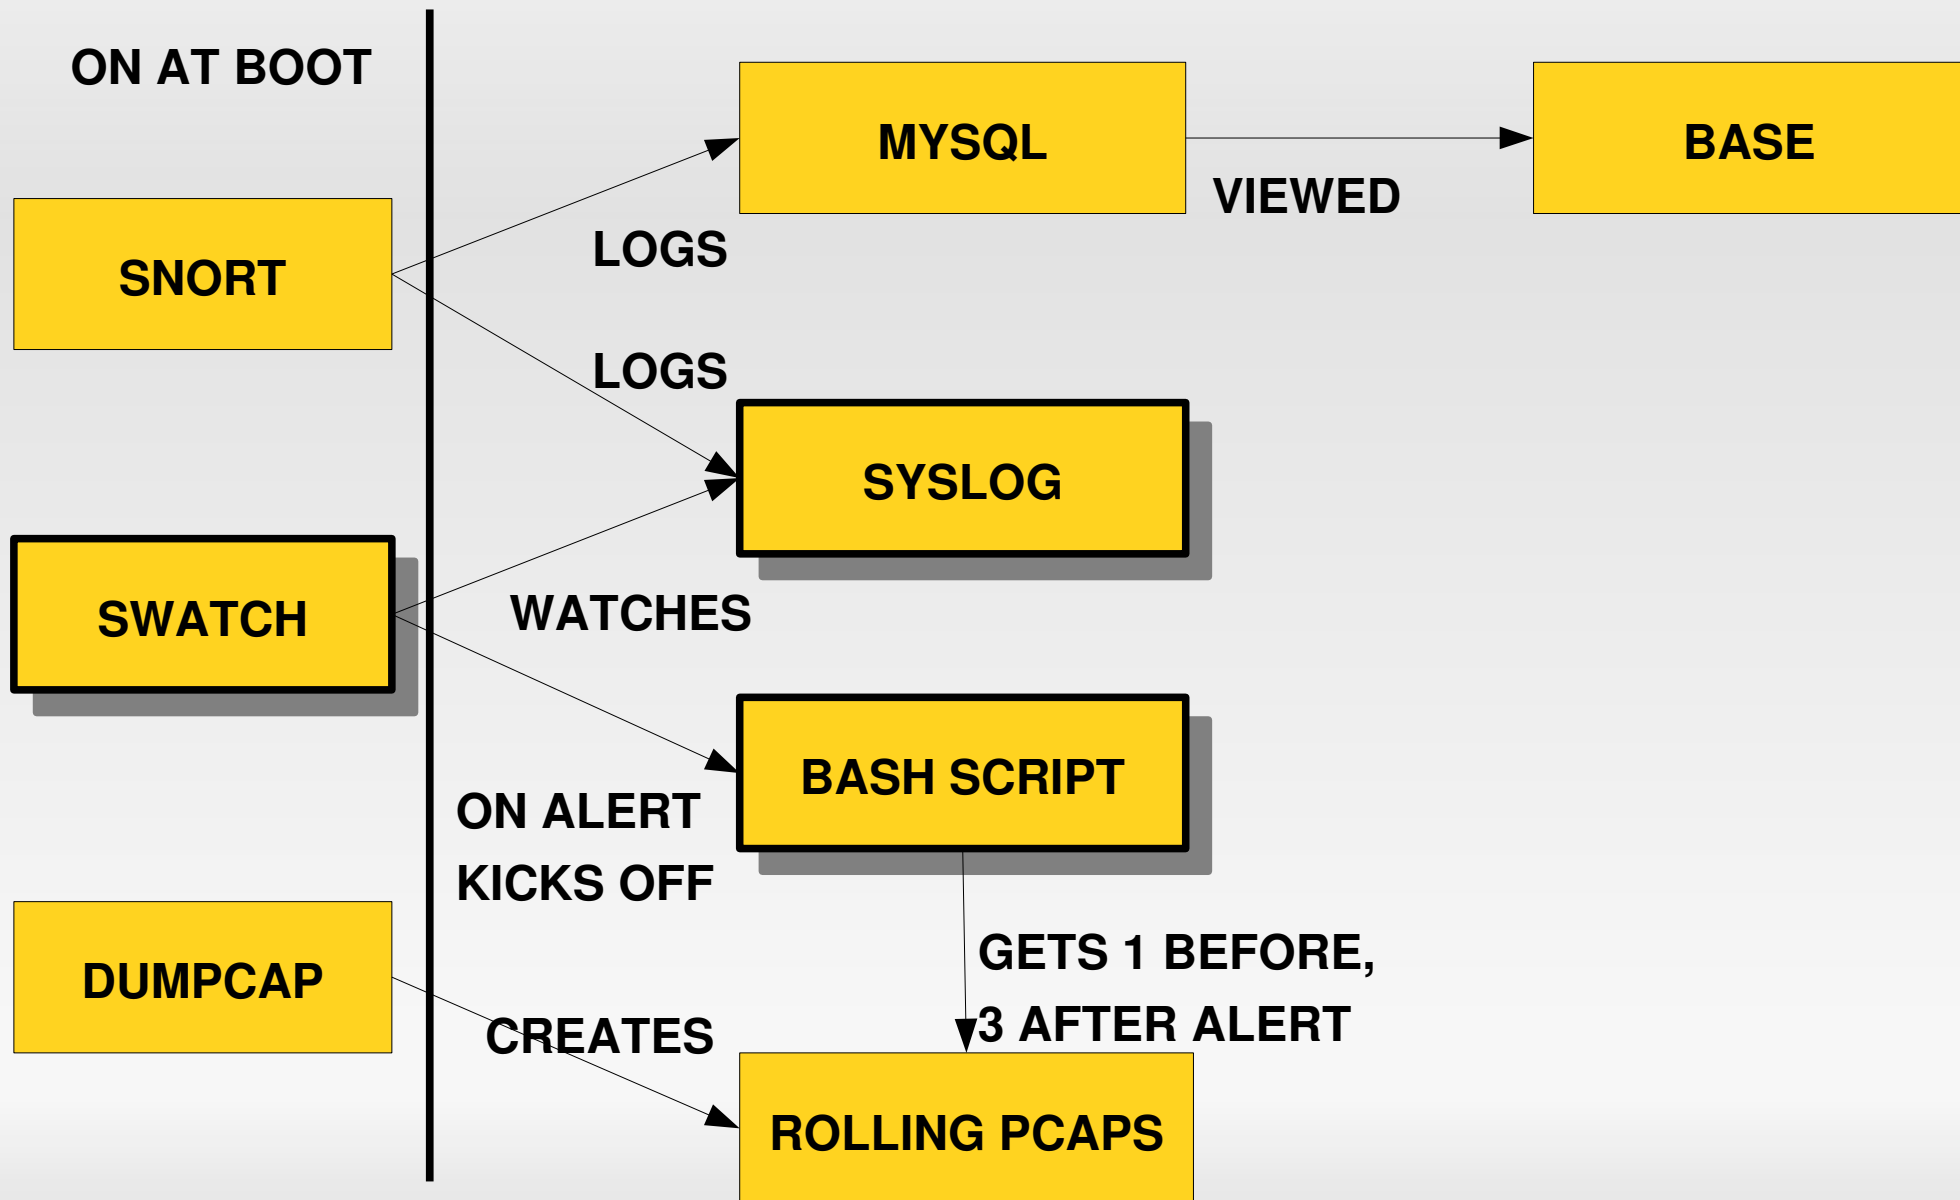 ON AT BOOT
MYSQL
BASE
VIEWED
SNORT
LOGS
LOGS
SYSLOG
SWATCH
WATCHES
BASH SCRIPT
ON ALERT
KICKS OFF
DUMPCAP
GETS 1 BEFORE,
3 AFTER ALERT
CREATES
ROLLING PCAPS